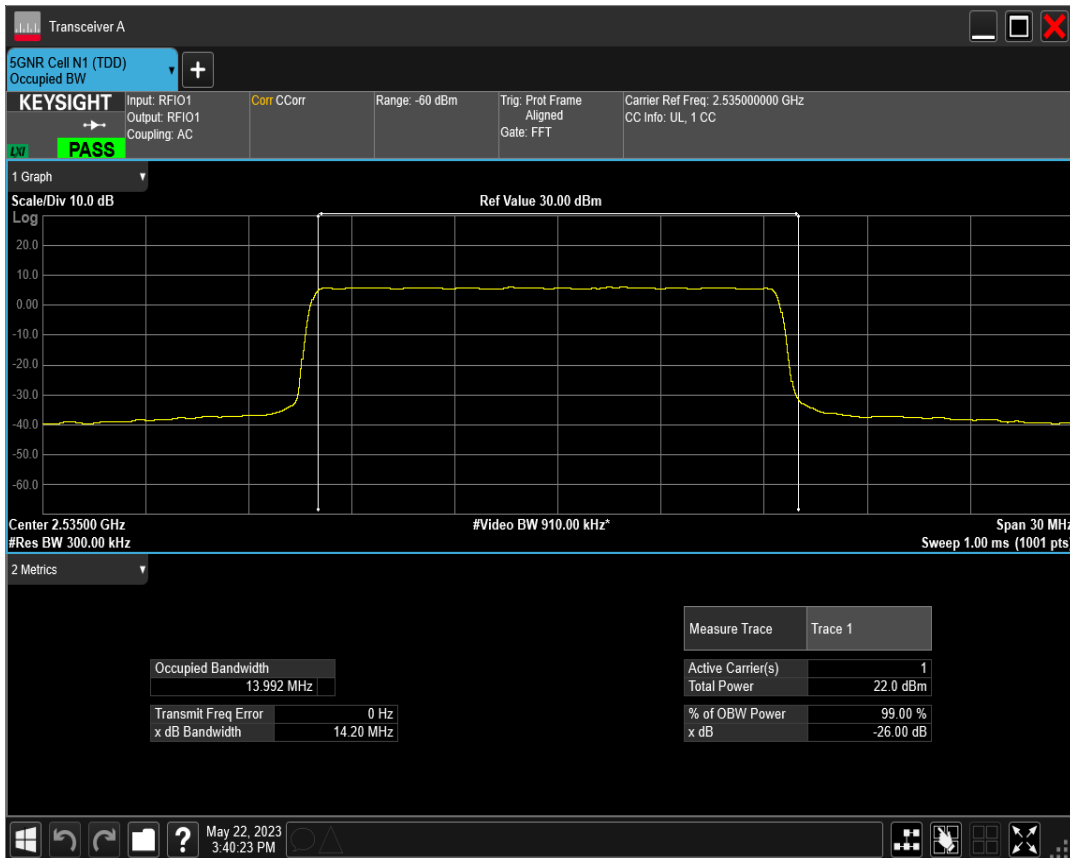 Transceiver A
5GNR Cell N1 (TDD)
Occupied BW
+
KEYSIGHT
LXI
PASS
Input: RFIO1
Output: RFIO1
Coupling: AC
Corr CCorr
Range: -60 dBm
Trig: Prot Frame
Aligned
Gate: FFT
Carrier Ref Freq: 2.535000000 GHz
CC Info: UL, 1 CC
1 Graph
Scale/Div 10.0 dB
Ref Value 30.00 dBm
Log
20.0
10.0
0.00
-10.0
-20.0
-30.0
-40.0
-50.0
-60.0
Center 2.53500 GHz
#Video BW 910.00 kHz*
Span 30 MHz
#Res BW 300.00 kHz
Sweep 1.00 ms (1001 pts)
2 Metrics
Measure Trace Trace 1
Occupied Bandwidth
13.992 MHz
Active Carrier(s) 1
Total Power 22.0 dBm
Transmit Freq Error 0 Hz
x dB Bandwidth 14.20 MHz
% of OBW Power 99.00 %
x dB -26.00 dB
?
May 22, 2023
3:40:23 PM